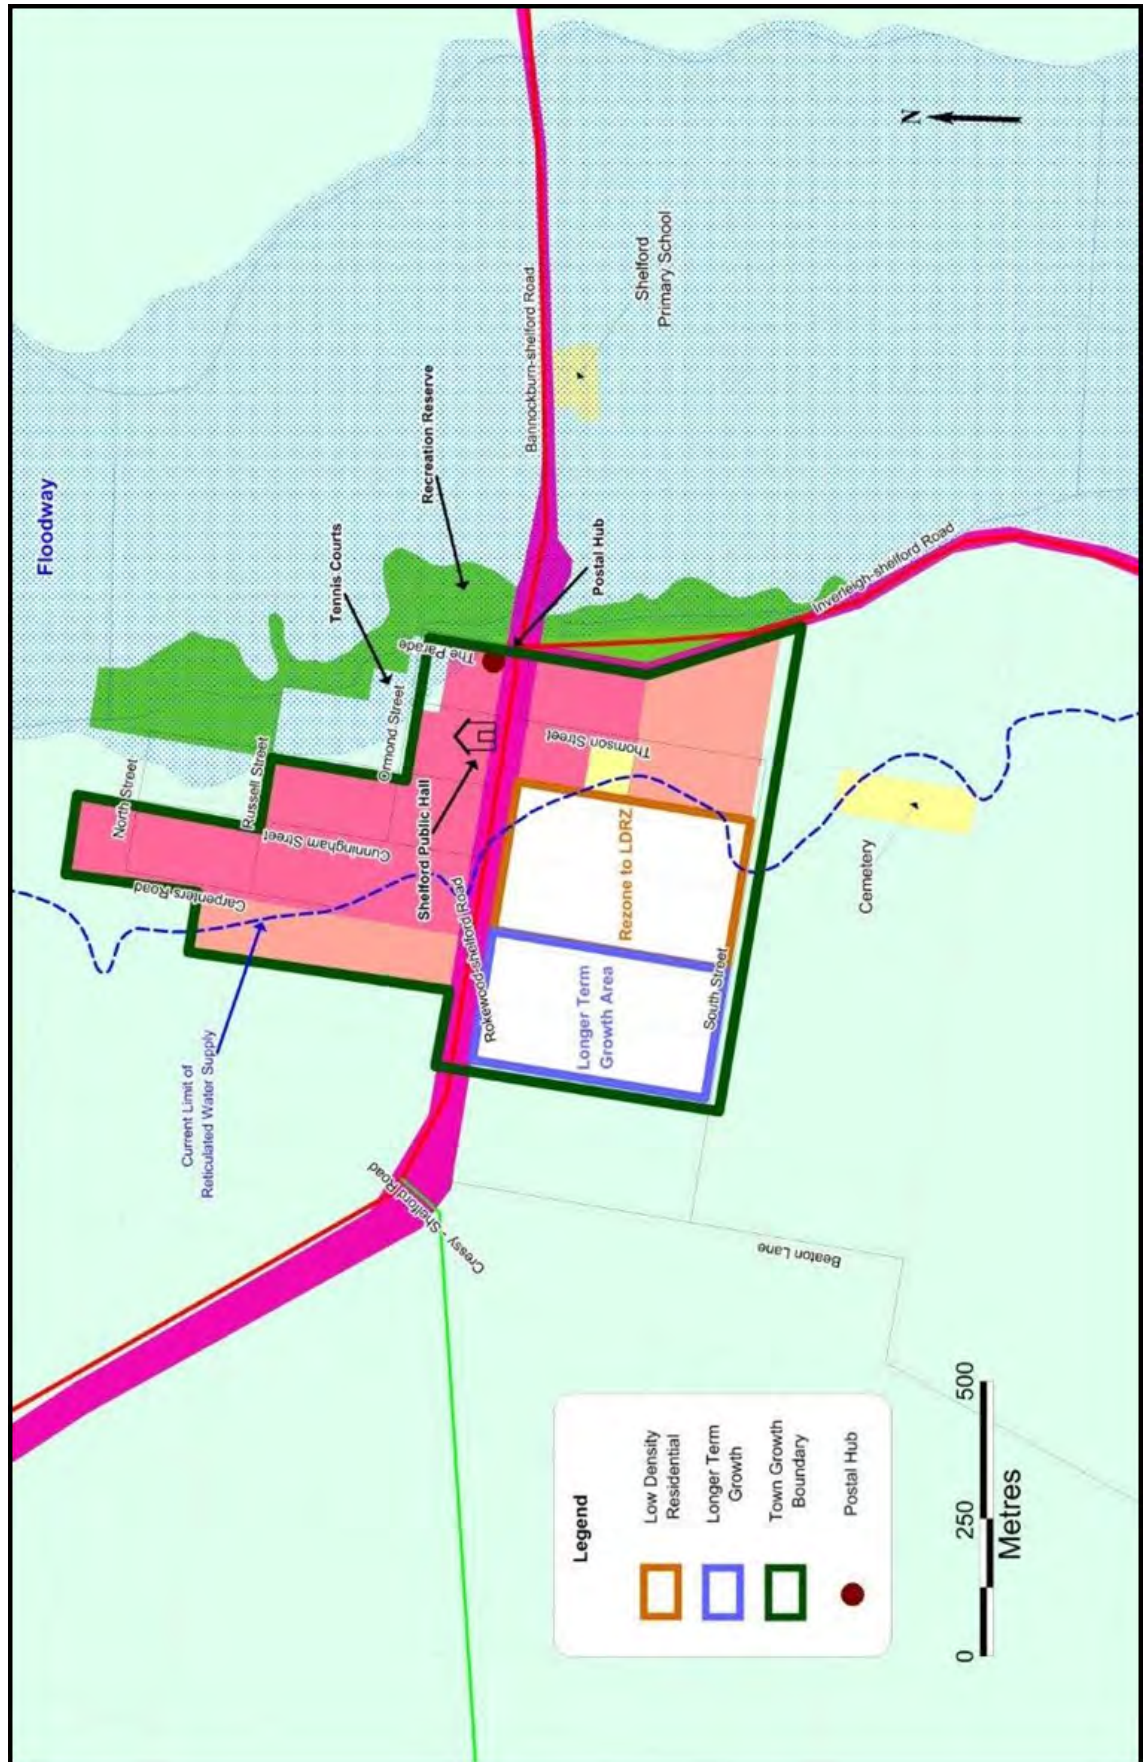 Floodway
N
Shelford
Primary School
Bannockburn-shelford Road
Recreation Reserve
Tennis Courts
Postal Hub
Inverleigh-shelford Road
The Parade
Ormond Street
Thomson Street
North Street
Russell Street
Cunningham Street
Carpenters Road
Shelford Public Hall
Rokewood-shelford Road
Rezone to LDRZ
Longer Term
Growth Area
South Street
Cemetery
Current Limit of
Reticulated Water Supply
Cressy - Shelford Road
Beaton Lane
Legend
Low Density
Residential
Longer Term
Growth
Town Growth
Boundary
Postal Hub
0 250 500
Metres